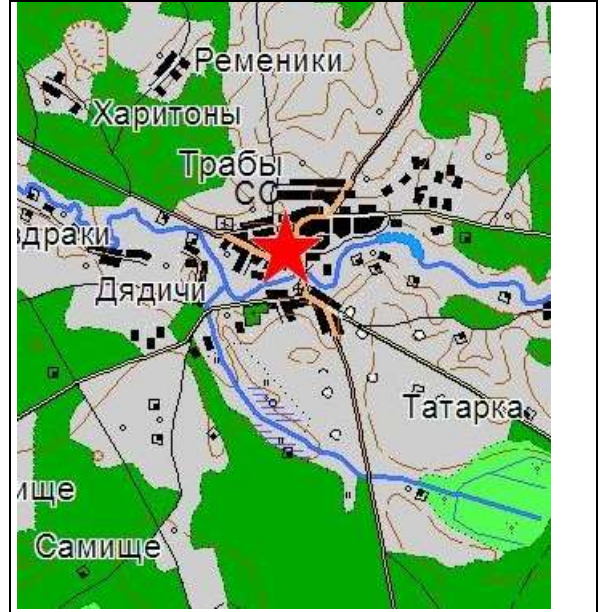 Ременики
Харитоны
Трабы
СС
здраки
Дядичи
Татарка
ище
Самище